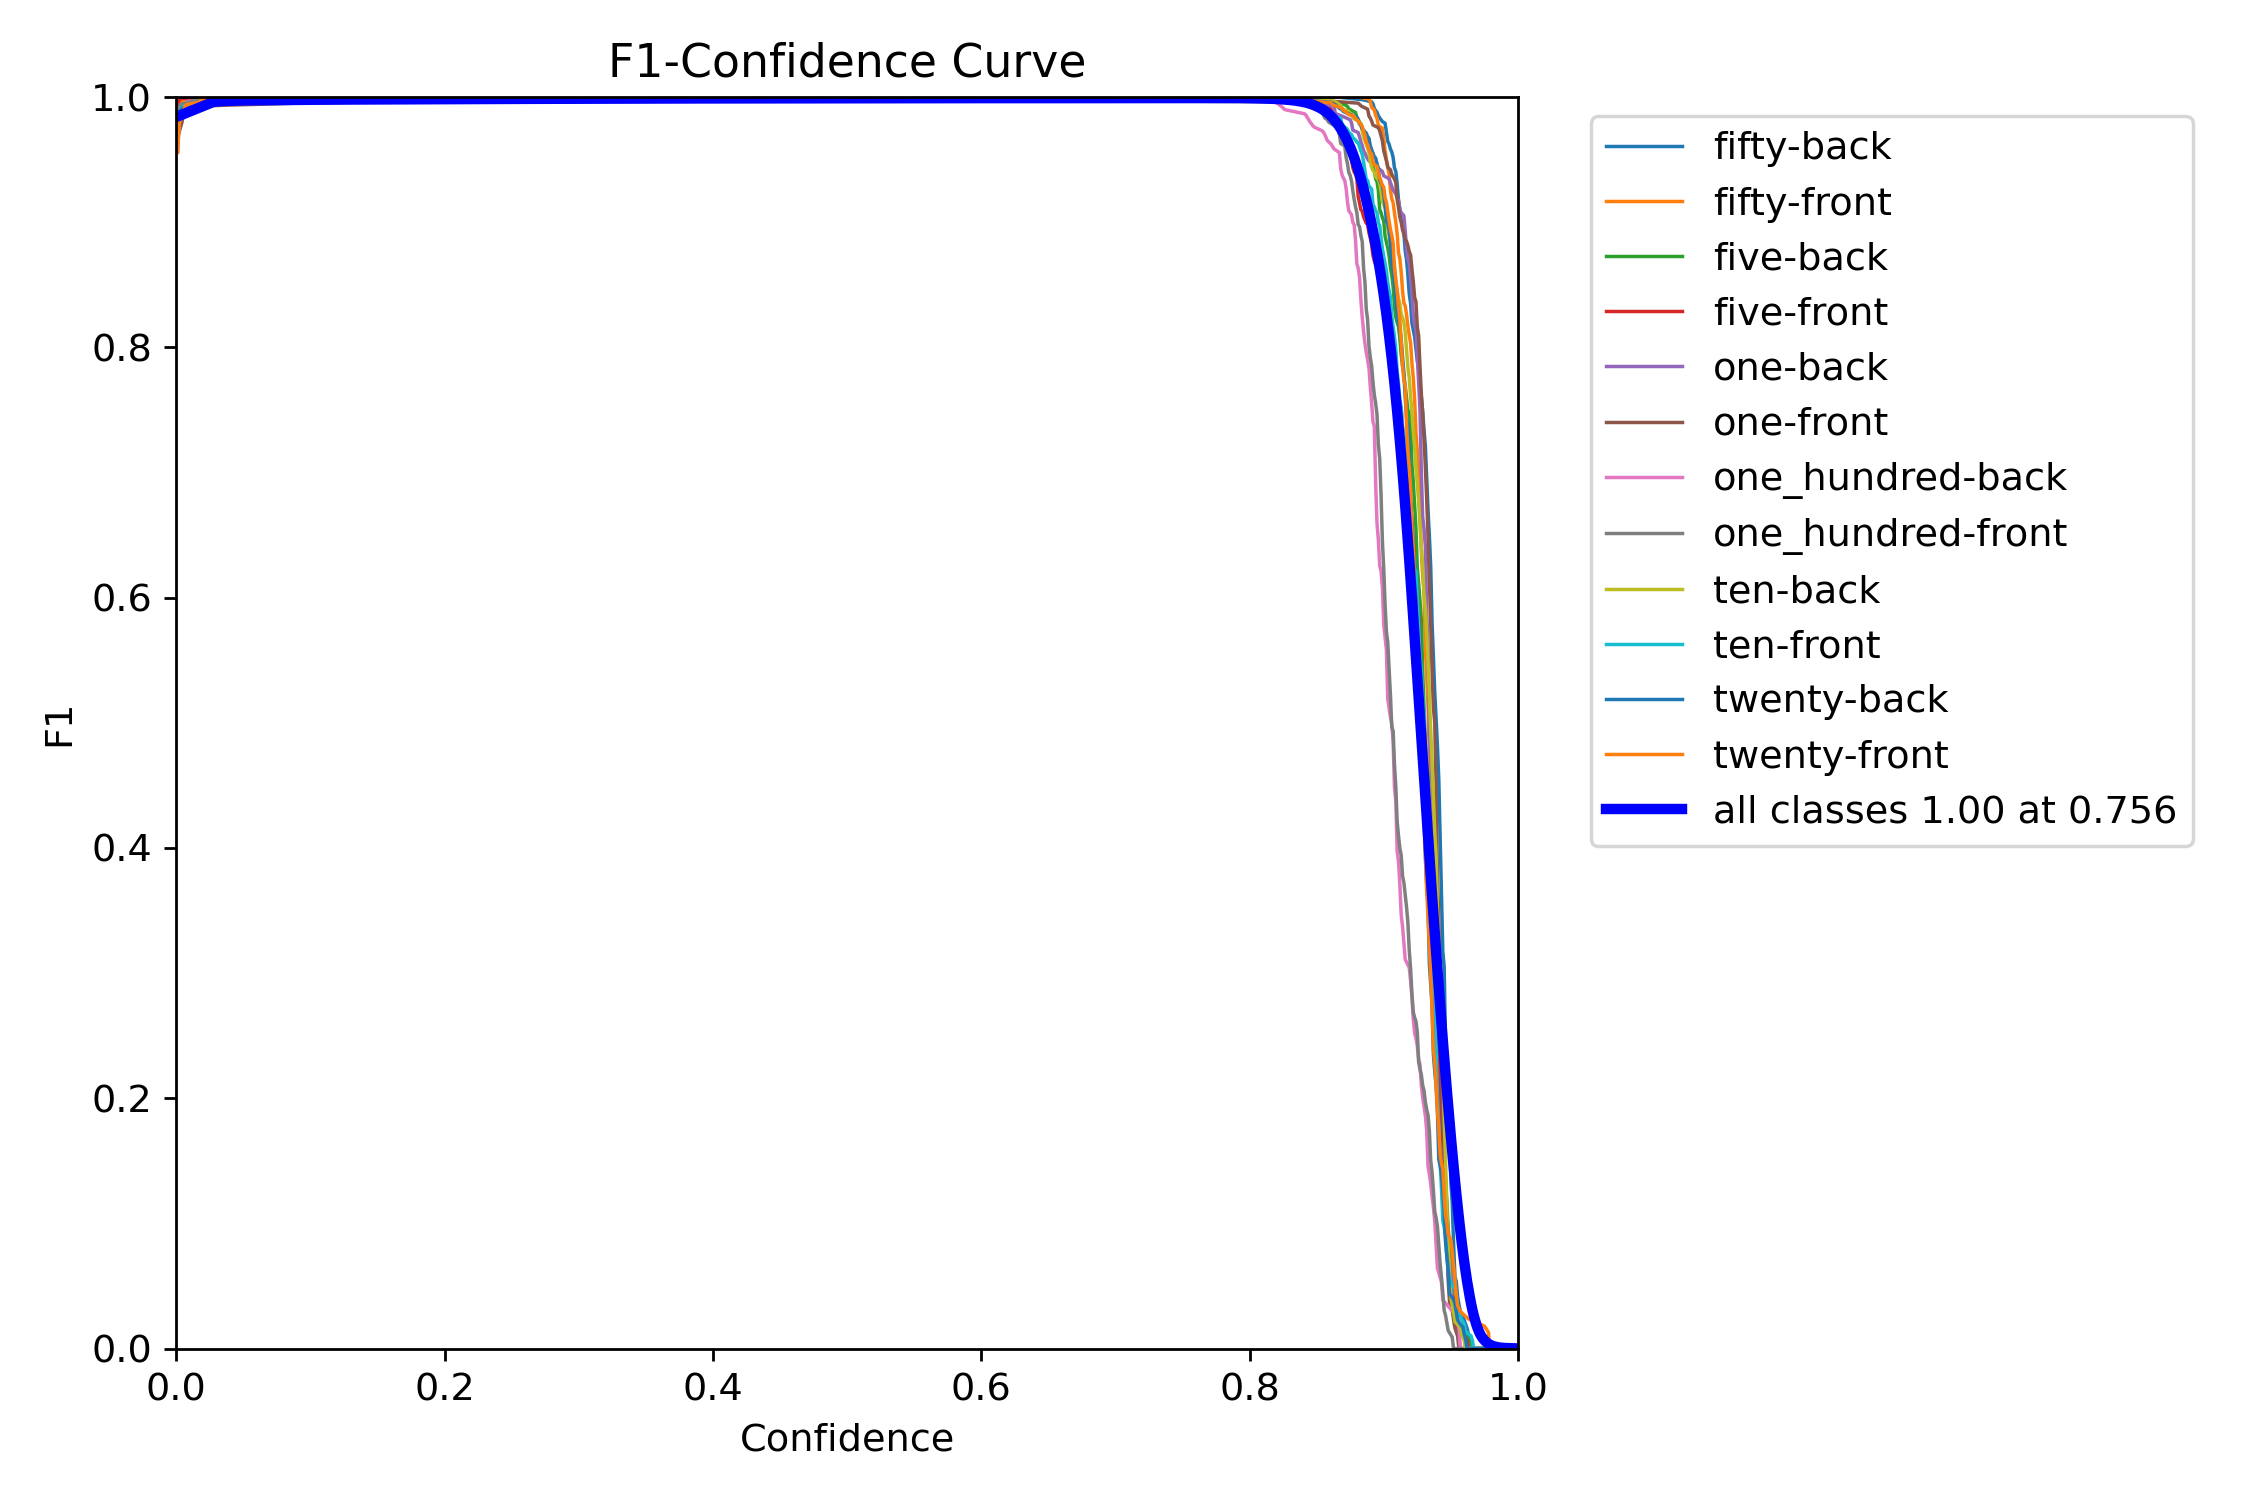 F1-Confidence Curve
1.0
0.8
0.6
0.4
0.2
0.0
F1
0.0 0.2 0.4 0.6 0.8 1.0
Confidence
fifty-back
fifty-front
five-back
five-front
one-back
one-front
one_hundred-back
one_hundred-front
ten-back
ten-front
twenty-back
twenty-front
all classes 1.00 at 0.756